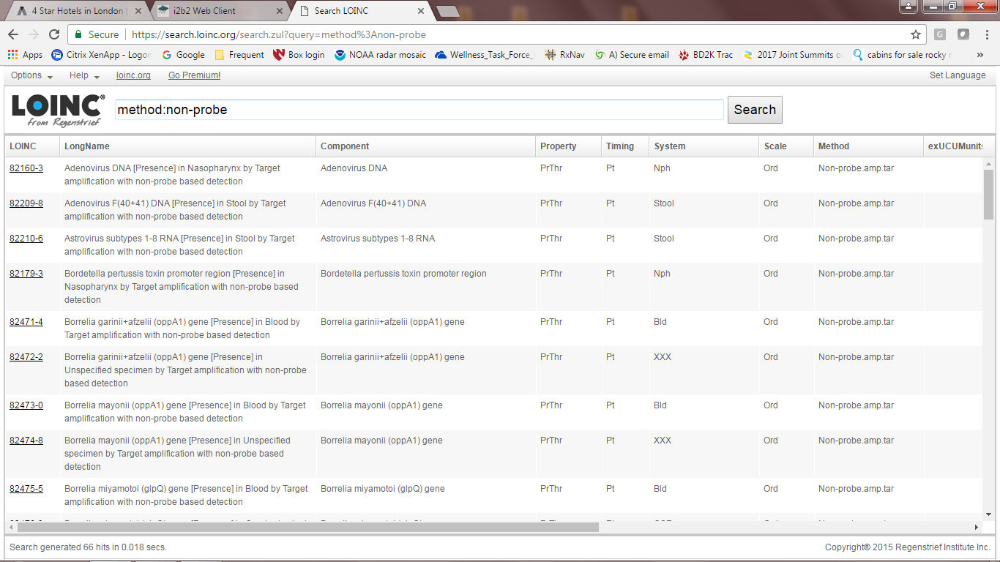 4 Star Hotels in London
i2b2 Web Client
Search LOINC
Secure
https://search.loinc.org/search.zul?query=method%3Anon-probe
Apps
Citrix XenApp - Logon
Google
Frequent
Box login
NOAA radar mosaic
Wellness_Task_Force_
RxNav
A) Secure email
BD2K Trac
2017 Joint Summits o
cabins for sale rocky
»
Options
Help
loinc.org
Go Premium!
Set Language
LOINC®
from Regenstrief
method:non-probe
Search
LOINC LongName Component Property Timing System Scale Method exUCUMunits
82160-3 Adenovirus DNA [Presence] in Nasopharynx by Target Adenovirus DNA PrThr Pt Nph Ord Non-probe.amp.tar
amplification with non-probe based detection
82209-8 Adenovirus F(40+41) DNA [Presence] in Stool by Target Adenovirus F(40+41) DNA PrThr Pt Stool Ord Non-probe.amp.tar
amplification with non-probe based detection
82210-6 Astrovirus subtypes 1-8 RNA [Presence] in Stool by Target Astrovirus subtypes 1-8 RNA PrThr Pt Stool Ord Non-probe.amp.tar
amplification with non-probe based detection
82179-3 Bordetella pertussis toxin promoter region [Presence] in Bordetella pertussis toxin promoter region PrThr Pt Nph Ord Non-probe.amp.tar
Nasopharynx by Target amplification with non-probe based
detection
82471-4 Borrelia garinii+afzelii (oppA1) gene [Presence] in Blood by Borrelia garinii+afzelii (oppA1) gene PrThr Pt Bld Ord Non-probe.amp.tar
Target amplification with non-probe based detection
82472-2 Borrelia garinii+afzelii (oppA1) gene [Presence] in Borrelia garinii+afzelii (oppA1) gene PrThr Pt XXX Ord Non-probe.amp.tar
Unspecified specimen by Target amplification with non-probe
based detection
82473-0 Borrelia mayonii (oppA1) gene [Presence] in Blood by Target Borrelia mayonii (oppA1) gene PrThr Pt Bld Ord Non-probe.amp.tar
amplification with non-probe based detection
82474-8 Borrelia mayonii (oppA1) gene [Presence] in Unspecified Borrelia mayonii (oppA1) gene PrThr Pt XXX Ord Non-probe.amp.tar
specimen by Target amplification with non-probe based
detection
82475-5 Borrelia miyamotoi (glpQ) gene [Presence] in Blood by Target Borrelia miyamotoi (glpQ) gene PrThr Pt Bld Ord Non-probe.amp.tar
amplification with non-probe based detection
Search generated 66 hits in 0.018 secs.
Copyright® 2015 Regenstrief Institute Inc.